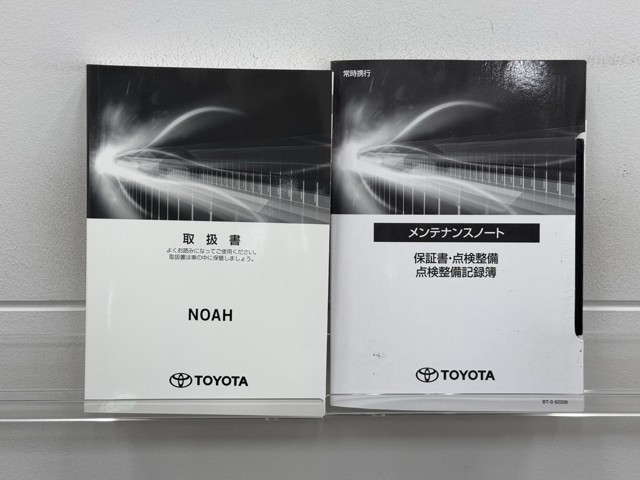 取扱書
よくお読みになってご使用ください。
取扱書は車の中に保管しましょう。
NOAH
TOYOTA
常時携行
メンテナンスノート
保証書・点検整備
点検整備記録簿
TOYOTA